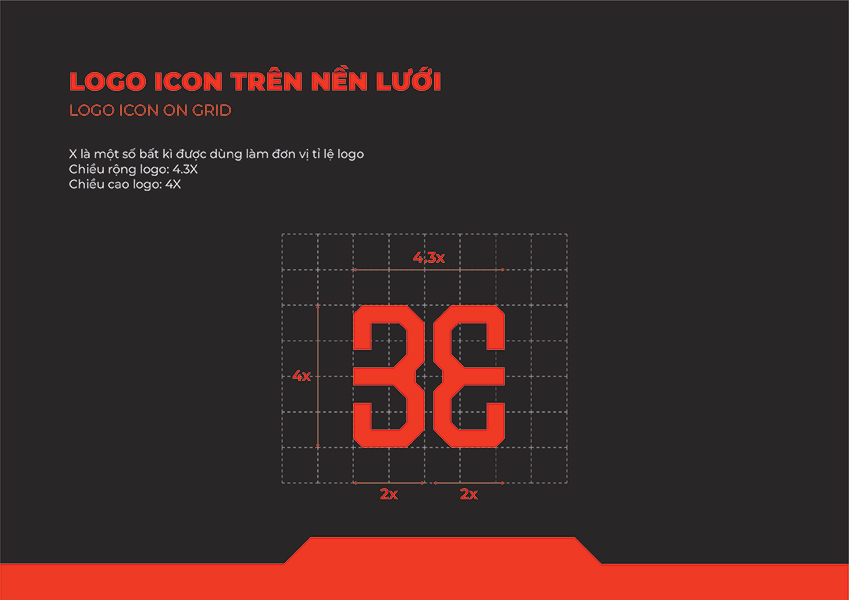 LOGO ICON TRÊN NỀN LƯỚI
LOGO ICON ON GRID
X là một số bất kì được dùng làm đơn vị tỉ lệ logo
Chiều rộng logo: 4.3X
Chiều cao logo: 4X
4,3x
4x
2x 2x